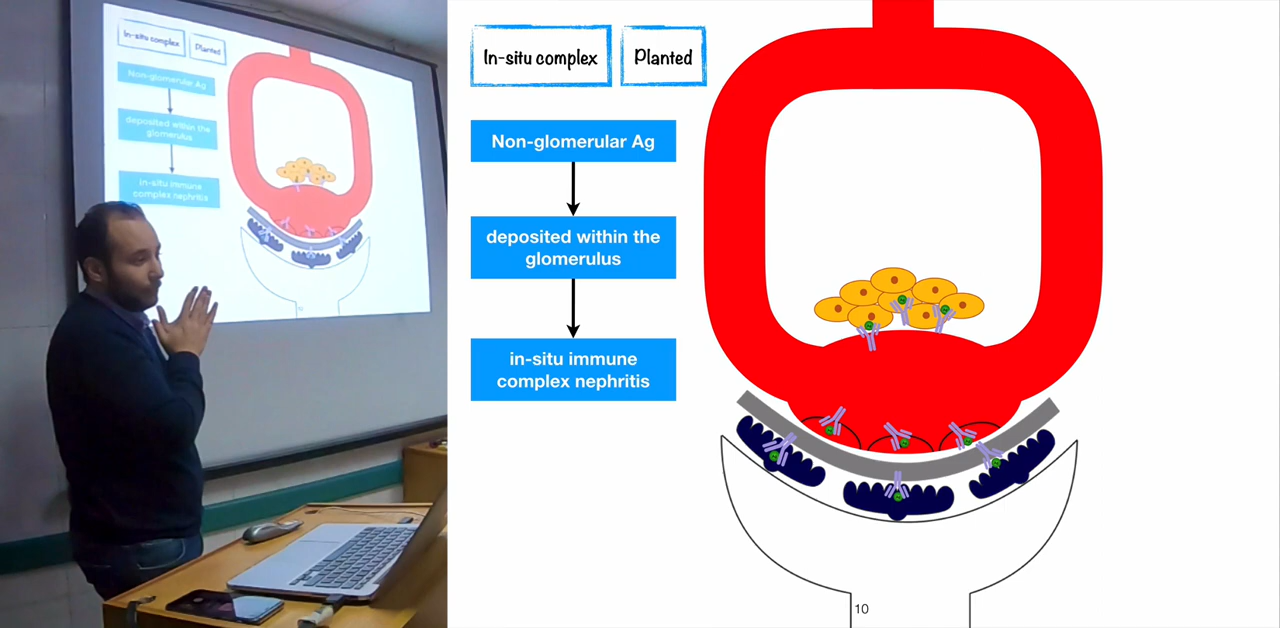 In-situ complex
Planted
Non-glomerular Ag
deposited within the
glomerulus
in-situ immune
complex nephritis
In-situ complex
Planted
Non-glomerular Ag
deposited within the
glomerulus
in-situ immune
complex nephritis
10